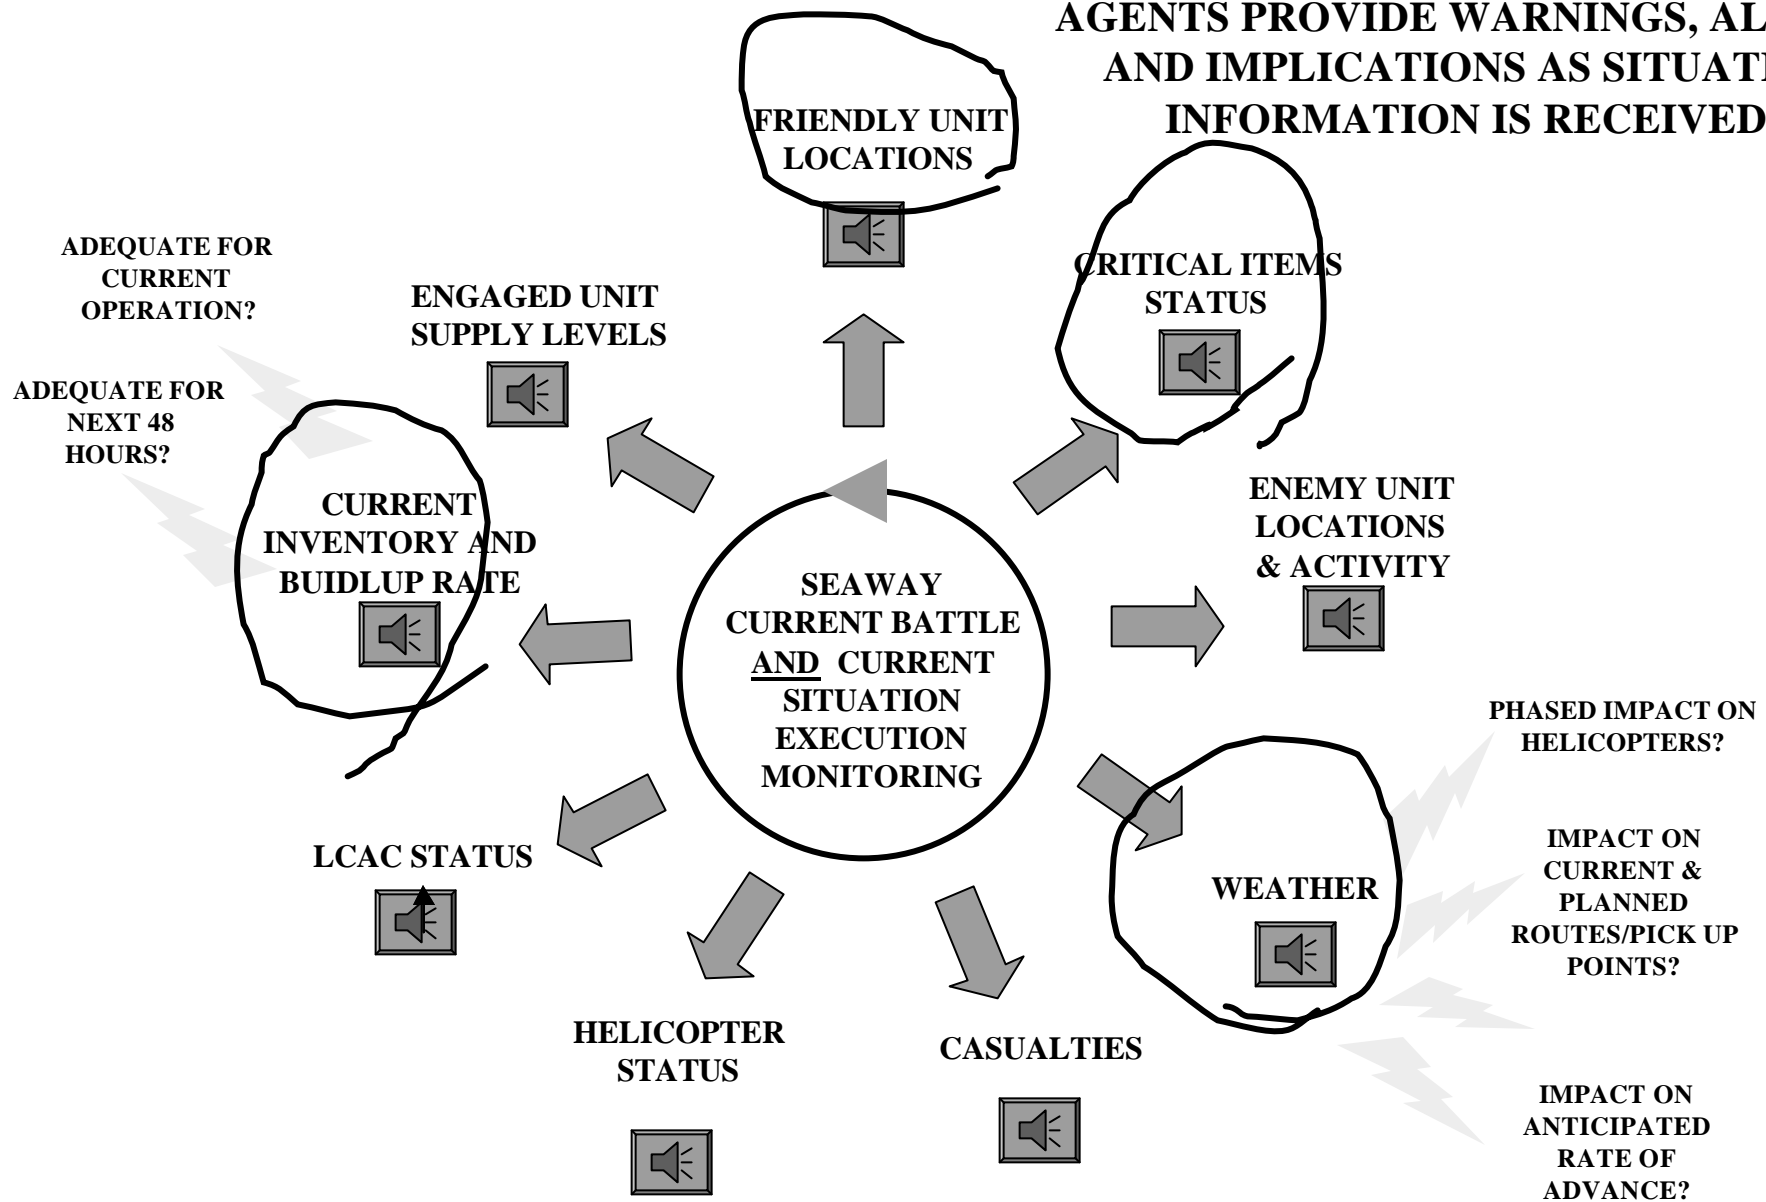 AGENTS PROVIDE WARNINGS,
AND IMPLICATIONS AS
INFORMATION IS RECEIVED
FRIENDLY UNIT
LOCATIONS
CRITICAL ITEMS
STATUS
ADEQUATE FOR
CURRENT
OPERATION?
ENGAGED UNIT
SUPPLY LEVELS
ADEQUATE FOR
NEXT 48
HOURS?
CURRENT
INVENTORY AND
BUIDLUP RATE
ENEMY UNIT
LOCATIONS
& ACTIVITY
SEAWAY
CURRENT BATTLE
AND CURRENT
SITUATION
EXECUTION
MONITORING
PHASED IMPACT ON
HELICOPTERS?
IMPACT ON
CURRENT &
PLANNED
ROUTES/PICK UP
POINTS?
LCAC STATUS
WEATHER
HELICOPTER
STATUS
CASUALTIES
IMPACT ON
ANTICIPATED
RATE OF
ADVANCE?